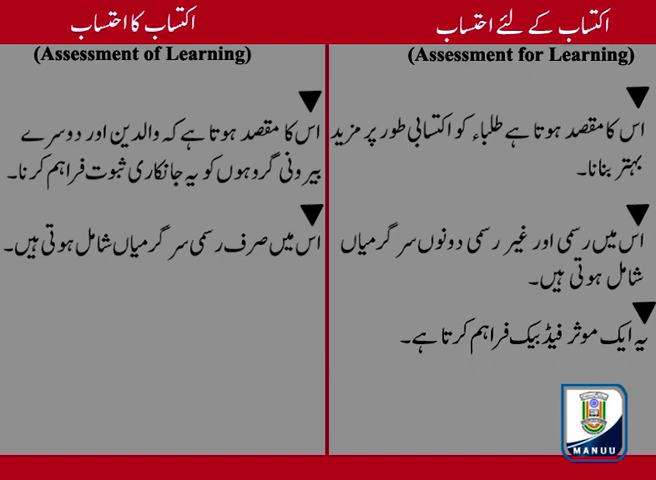 اکتساب کے لئے احتساب
(Assessment for Learning)
اس کا مقصد ہوتا ہے طلباء کو اکتسابی طور پر مزید
بہتر بنانا۔
اس میں رسمی اور غیر رسمی دونوں سرگرمیاں
شامل ہوتی ہیں۔
یہ ایک موثر فیڈبیک فراہم کرتا ہے۔
اکتساب کا احتساب
(Assessment of Learning)
اس کا مقصد ہوتا ہے کہ والدین اور دوسرے
بیرونی گروہوں کو یہ جانکاری ثبوت فراہم کرنا۔
اس میں صرف رسمی سرگرمیاں شامل ہوتی ہیں۔
MANUU